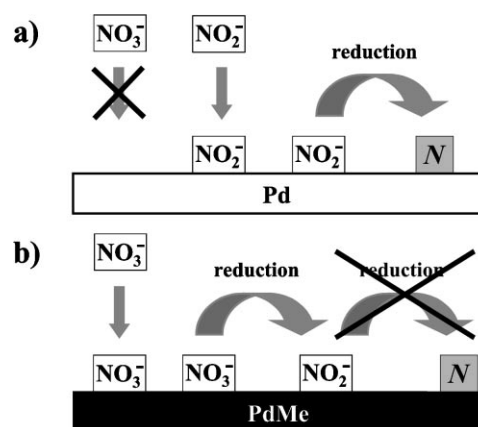 a) NO₃⁻ NO₂⁻
reduction
NO₂⁻ NO₂⁻ N
Pd
b)
NO₃⁻
reduction reduction
NO₃⁻ NO₃⁻ NO₂⁻ N
PdMe